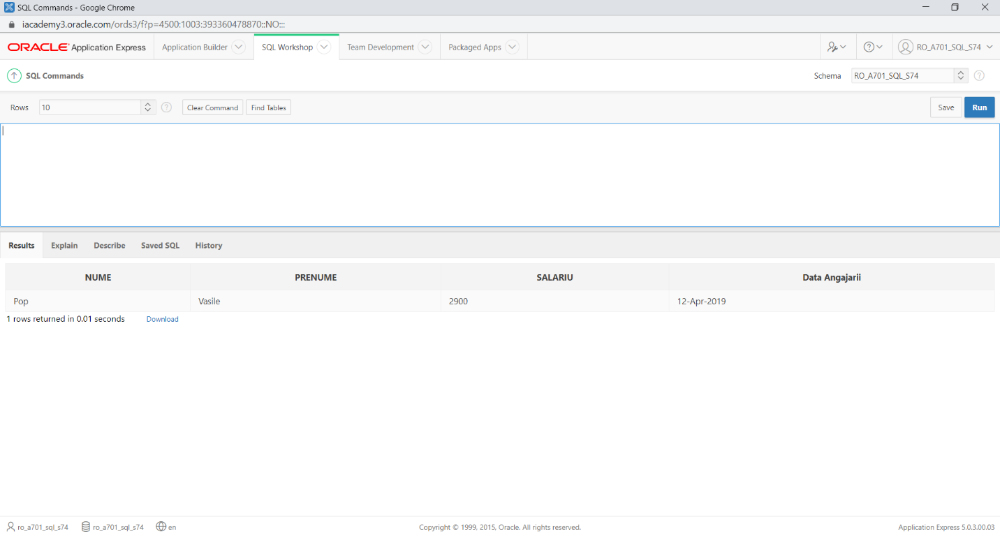 SQL Commands - Google Chrome
iacademy3.oracle.com/ords3/f?p=4500:1003:393360478870::NO:::
ORACLE Application Express Application Builder SQL Workshop Team Development Packaged Apps RO_A701_SQL_S74
SQL Commands Schema RO_A701_SQL_S74
Rows 10 Clear Command Find Tables Save Run
Results Explain Describe Saved SQL History
NUME PRENUME SALARIU Data Angajarii
Pop Vasile 2900 12-Apr-2019
1 rows returned in 0.01 seconds Download
ro_a701_sql_s74 ro_a701_sql_s74 en Copyright © 1999, 2015, Oracle. All rights reserved. Application Express 5.0.3.00.03